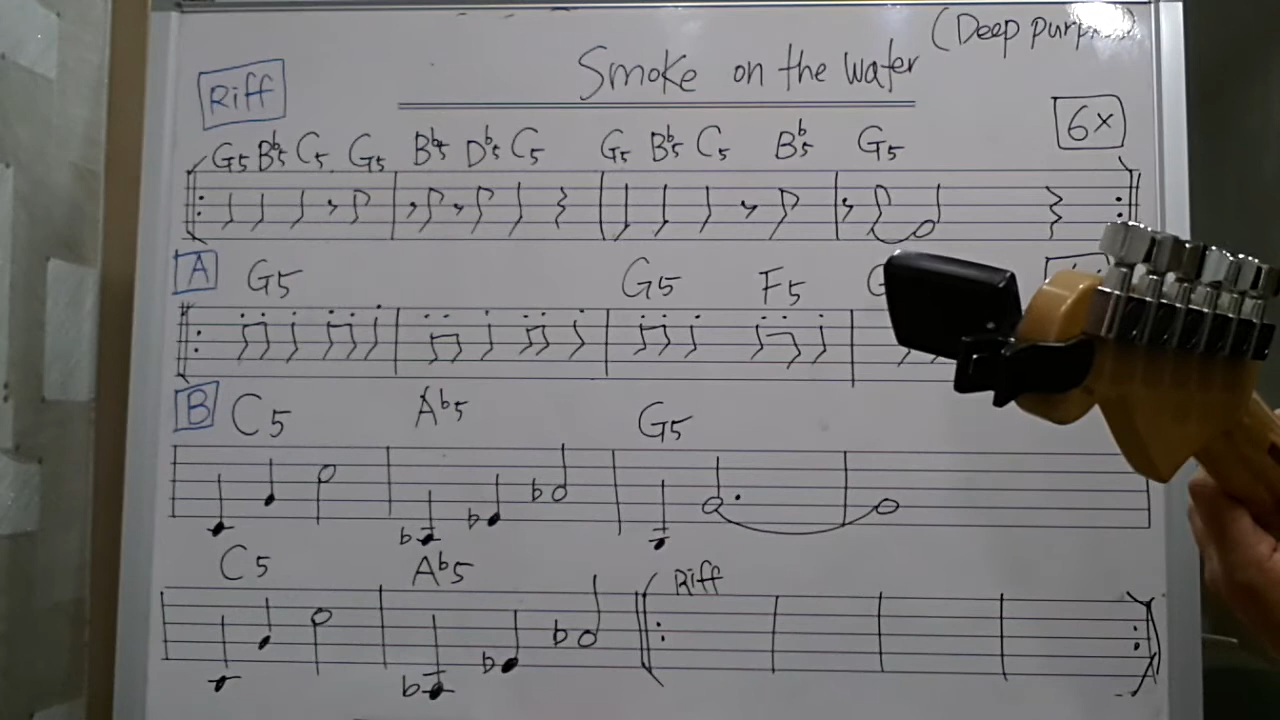 (Deep purp
Smoke on the water
Riff
6x
G5 B♭5 C5 G5 B♭5 D♭5 C5 G5 B♭5 C5 B♭5 G5
A G5 G5 F5
B C5 A♭5 G5
C5 A♭5 Riff